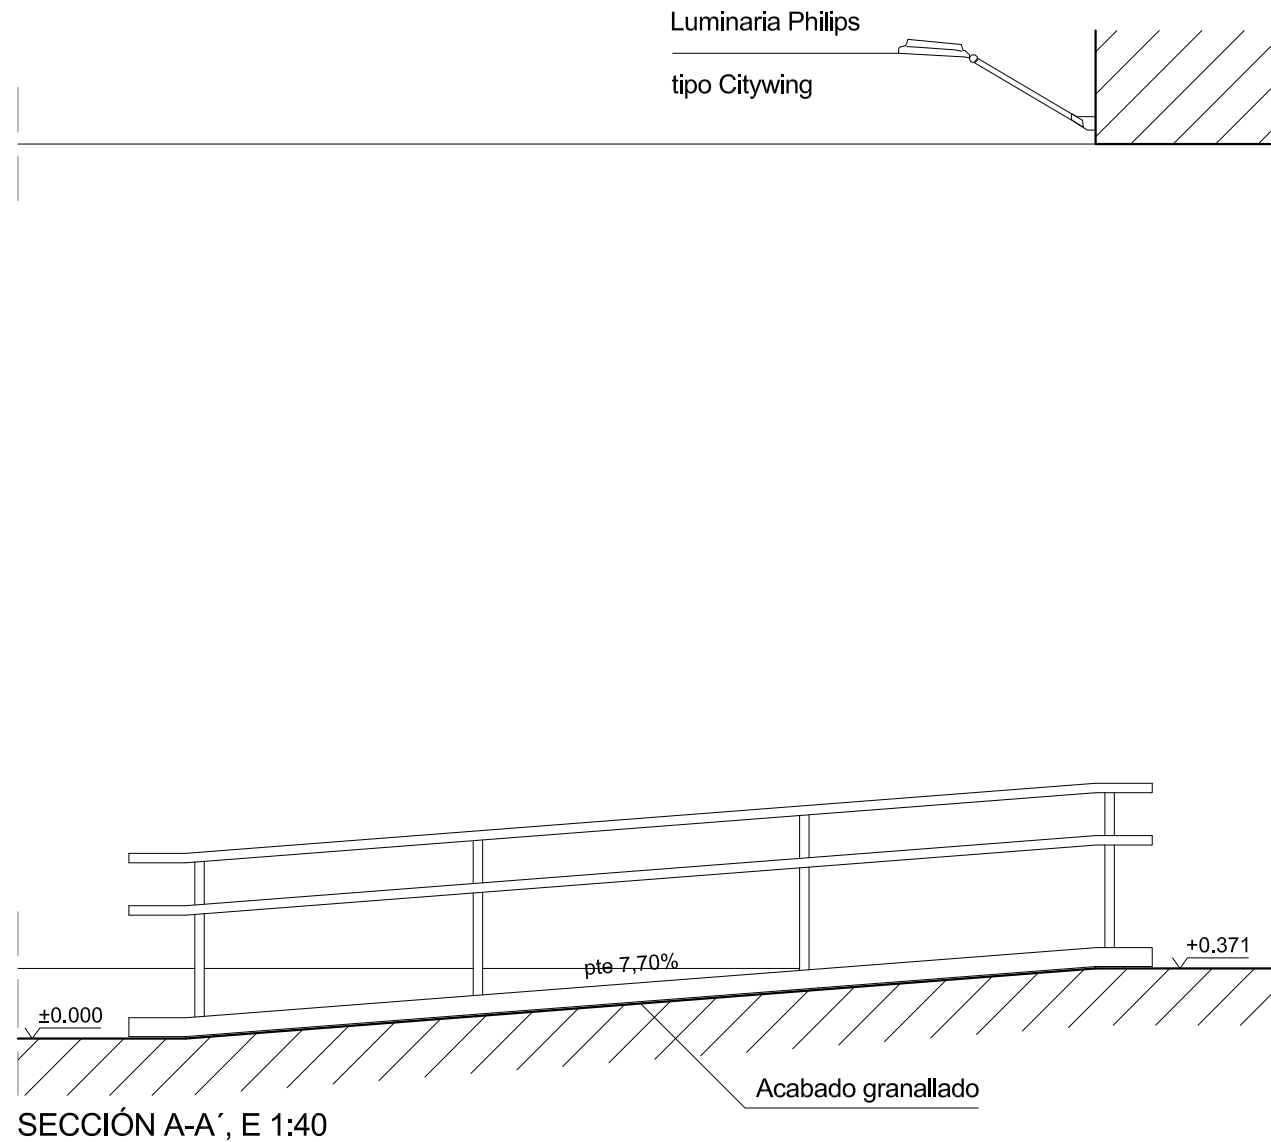 Luminaria Philips
tipo Citywing
pte 7,70%
+0.371
±0.000
Acabado granallado
SECCIÓN A-A´, E 1:40